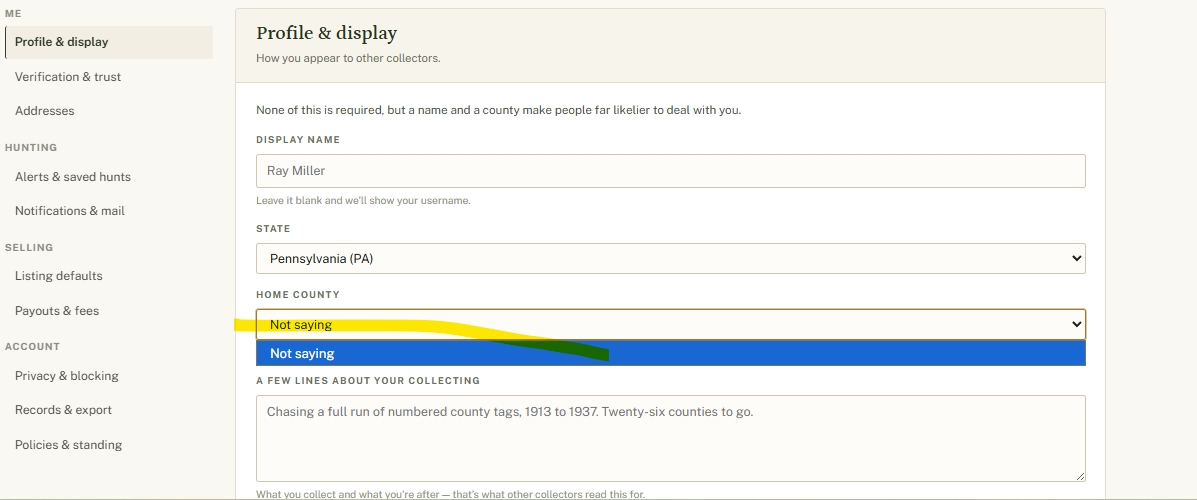 ME
Profile & display
Verification & trust
Addresses
HUNTING
Alerts & saved hunts
Notifications & mail
SELLING
Listing defaults
Payouts & fees
ACCOUNT
Privacy & blocking
Records & export
Policies & standing
Profile & display
How you appear to other collectors.
None of this is required, but a name and a county make people far likelier to deal with you.
DISPLAY NAME
Ray Miller
Leave it blank and we'll show your username.
STATE
Pennsylvania (PA)
HOME COUNTY
Not saying
Not saying
A FEW LINES ABOUT YOUR COLLECTING
Chasing a full run of numbered county tags, 1913 to 1937. Twenty-six counties to go.
What you collect and what you're after — that's what other collectors read this for.